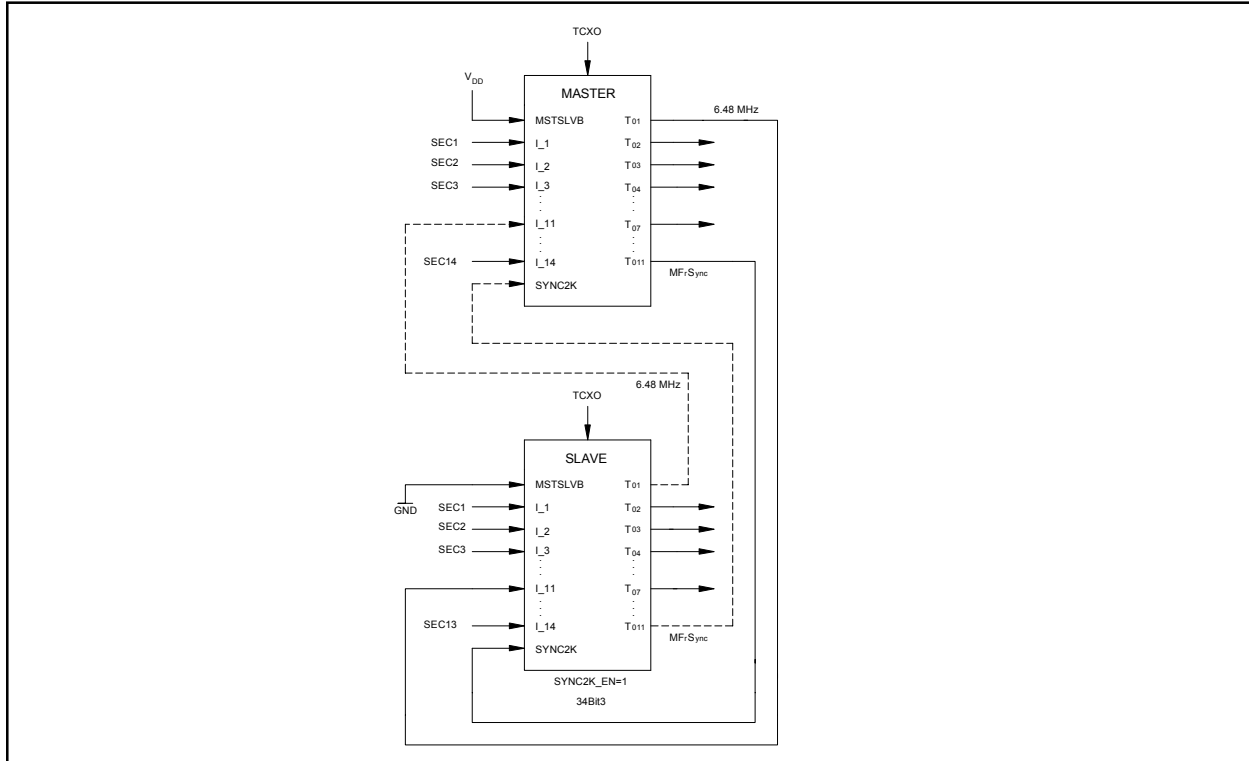 TCXO
VDD
MASTER
6.48 MHz
MSTSLVB T01
SEC1 I_1 T02
SEC2 I_2 T03
SEC3 I_3 T04
I_11 T07
SEC14 I_14 T011
MFrSync
SYNC2K
6.48 MHz
TCXO
SLAVE
MSTSLVB T01
GND SEC1 I_1 T02
SEC2 I_2 T03
SEC3 I_3 T04
I_11 T07
SEC13 I_14 T011
MFrSync
SYNC2K
SYNC2K_EN=1
34Bit3